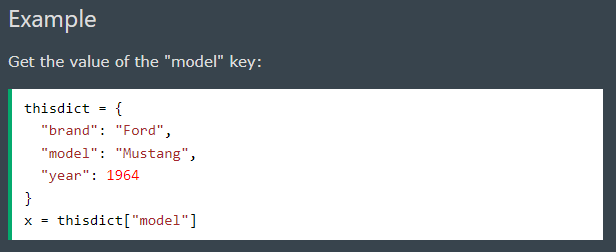 Example
Get the value of the "model" key:
thisdict = {
  "brand": "Ford",
  "model": "Mustang",
  "year": 1964
}
x = thisdict["model"]